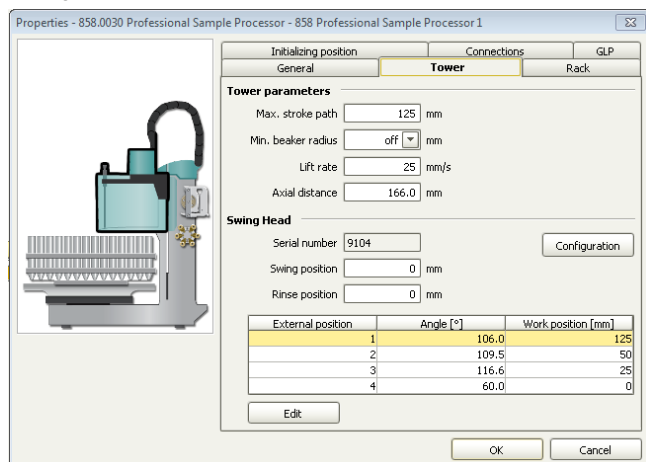 Properties - 858.0030 Professional Sample Processor - 858 Professional Sample Processor 1
Initializing position Connections GLP
General Tower Rack
Tower parameters
Max. stroke path 125 mm
Min. beaker radius off mm
Lift rate 25 mm/s
Axial distance 166.0 mm
Swing Head
Serial number 9104 Configuration
Swing position 0 mm
Rinse position 0 mm
External position Angle [°] Work position [mm]
1 106.0 125
2 109.5 50
3 116.6 25
4 60.0 0
Edit
OK Cancel